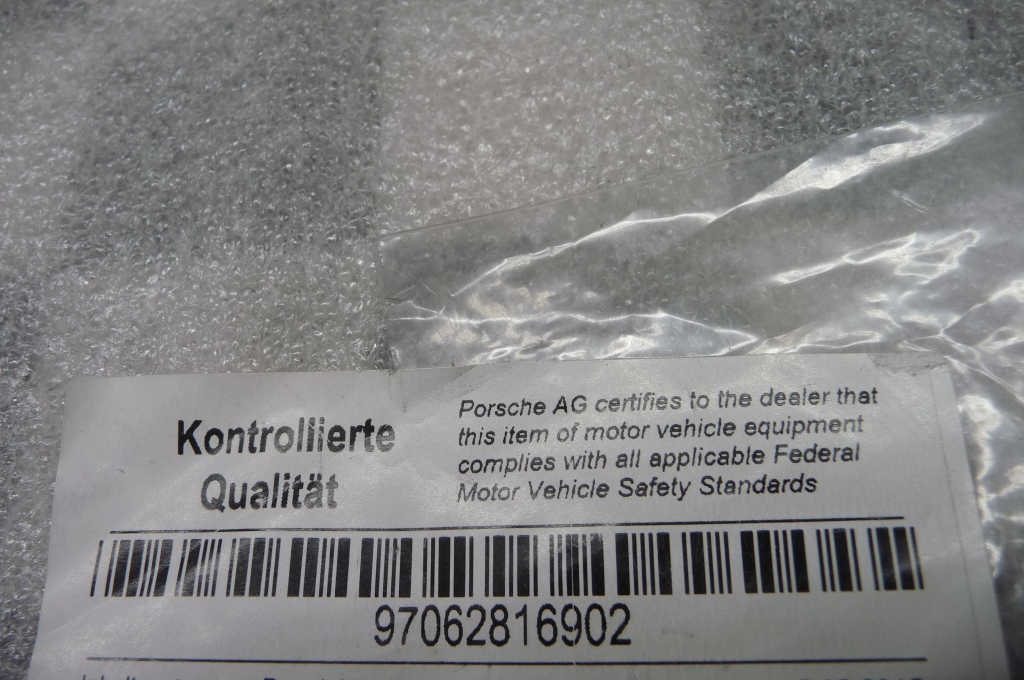 Kontrollierte
Qualität
Porsche AG certifies to the dealer that
this item of motor vehicle equipment
complies with all applicable Federal
Motor Vehicle Safety Standards
97062816902